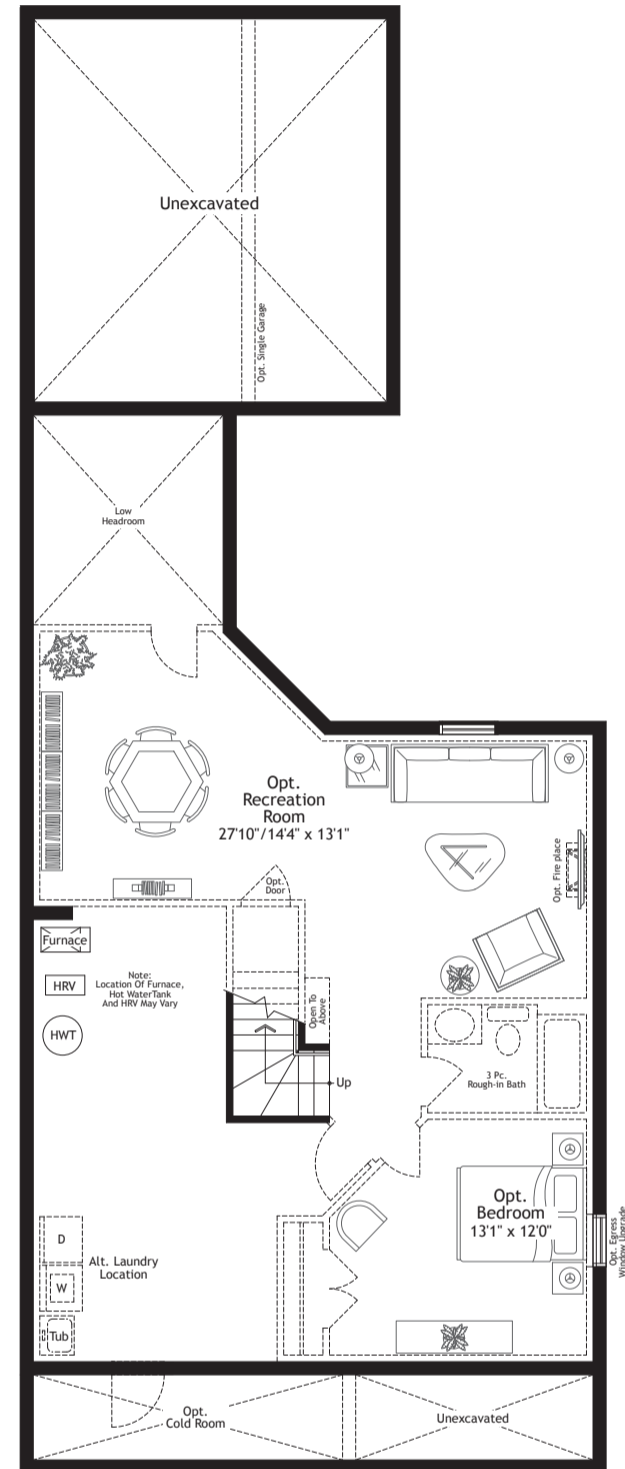 Unexcavated
Opt. Single Garage
Low
Headroom
Opt.
Recreation
Room
27'10"/14'4" x 13'1"
Opt. Fire place
Opt.
Door
Furnace
HRV
Note:
Location Of Furnace,
Hot WaterTank
And HRV May Vary
HWT
Open To
Above
Up
3 Pc.
Rough-in Bath
Opt.
Bedroom
13'1" x 12'0"
Opt. Egress
Window Upgrade
D
W
Tub
Alt. Laundry
Location
Opt.
Cold Room
Unexcavated